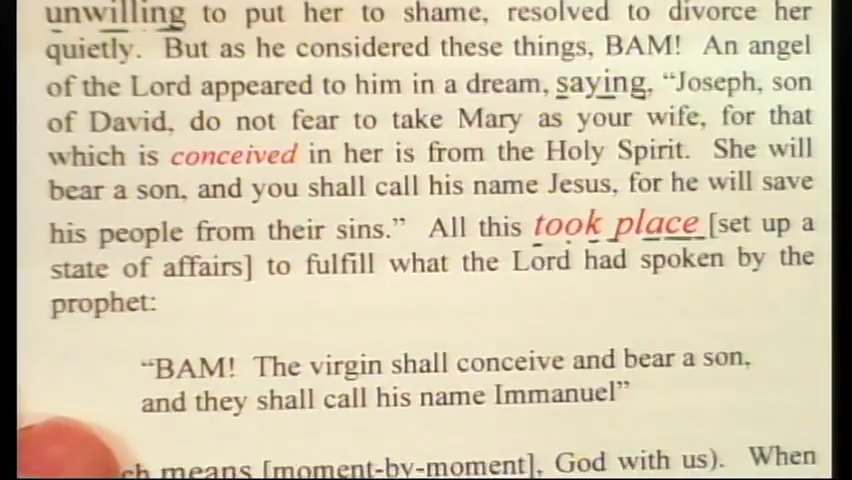 unwilling to put her to shame, resolved to divorce her
quietly. But as he considered these things, BAM! An angel
of the Lord appeared to him in a dream, saying, “Joseph, son
of David, do not fear to take Mary as your wife, for that
which is conceived in her is from the Holy Spirit. She will
bear a son, and you shall call his name Jesus, for he will save
his people from their sins.” All this took place [set up a
state of affairs] to fulfill what the Lord had spoken by the
prophet:
“BAM! The virgin shall conceive and bear a son,
and they shall call his name Immanuel”
ch means [moment-by-moment], God with us). When